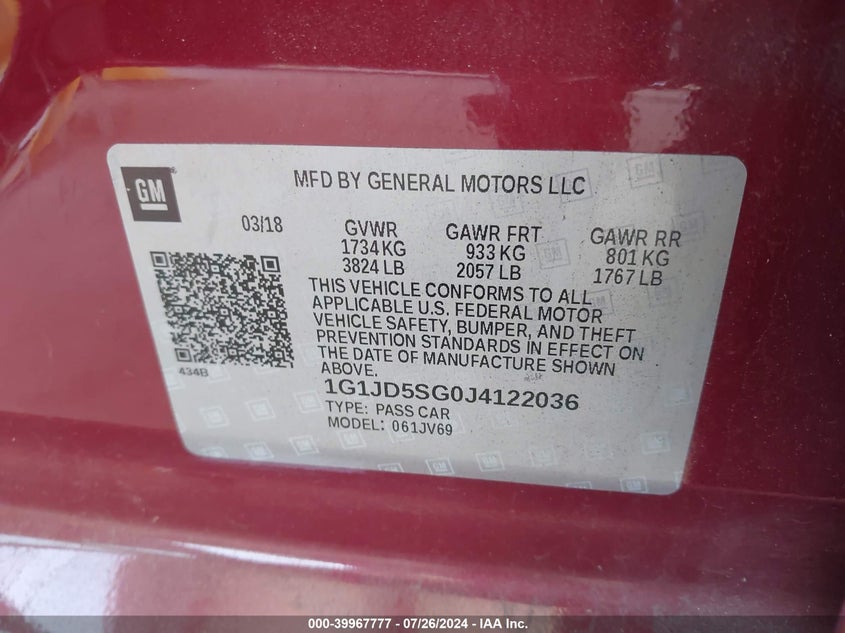 GM
MFD BY GENERAL MOTORS LLC
03/18
GVWR
1734 KG
3824 LB
GAWR FRT
933 KG
2057 LB
GAWR RR
801 KG
1767 LB
THIS VEHICLE CONFORMS TO ALL
APPLICABLE U.S. FEDERAL MOTOR
VEHICLE SAFETY, BUMPER, AND THEFT
PREVENTION STANDARDS IN EFFECT ON
THE DATE OF MANUFACTURE SHOWN
ABOVE.
434B
1G1JD5SG0J4122036
TYPE: PASS CAR
MODEL: 061JV69
000-39967777 - 07/26/2024 - IAA Inc.